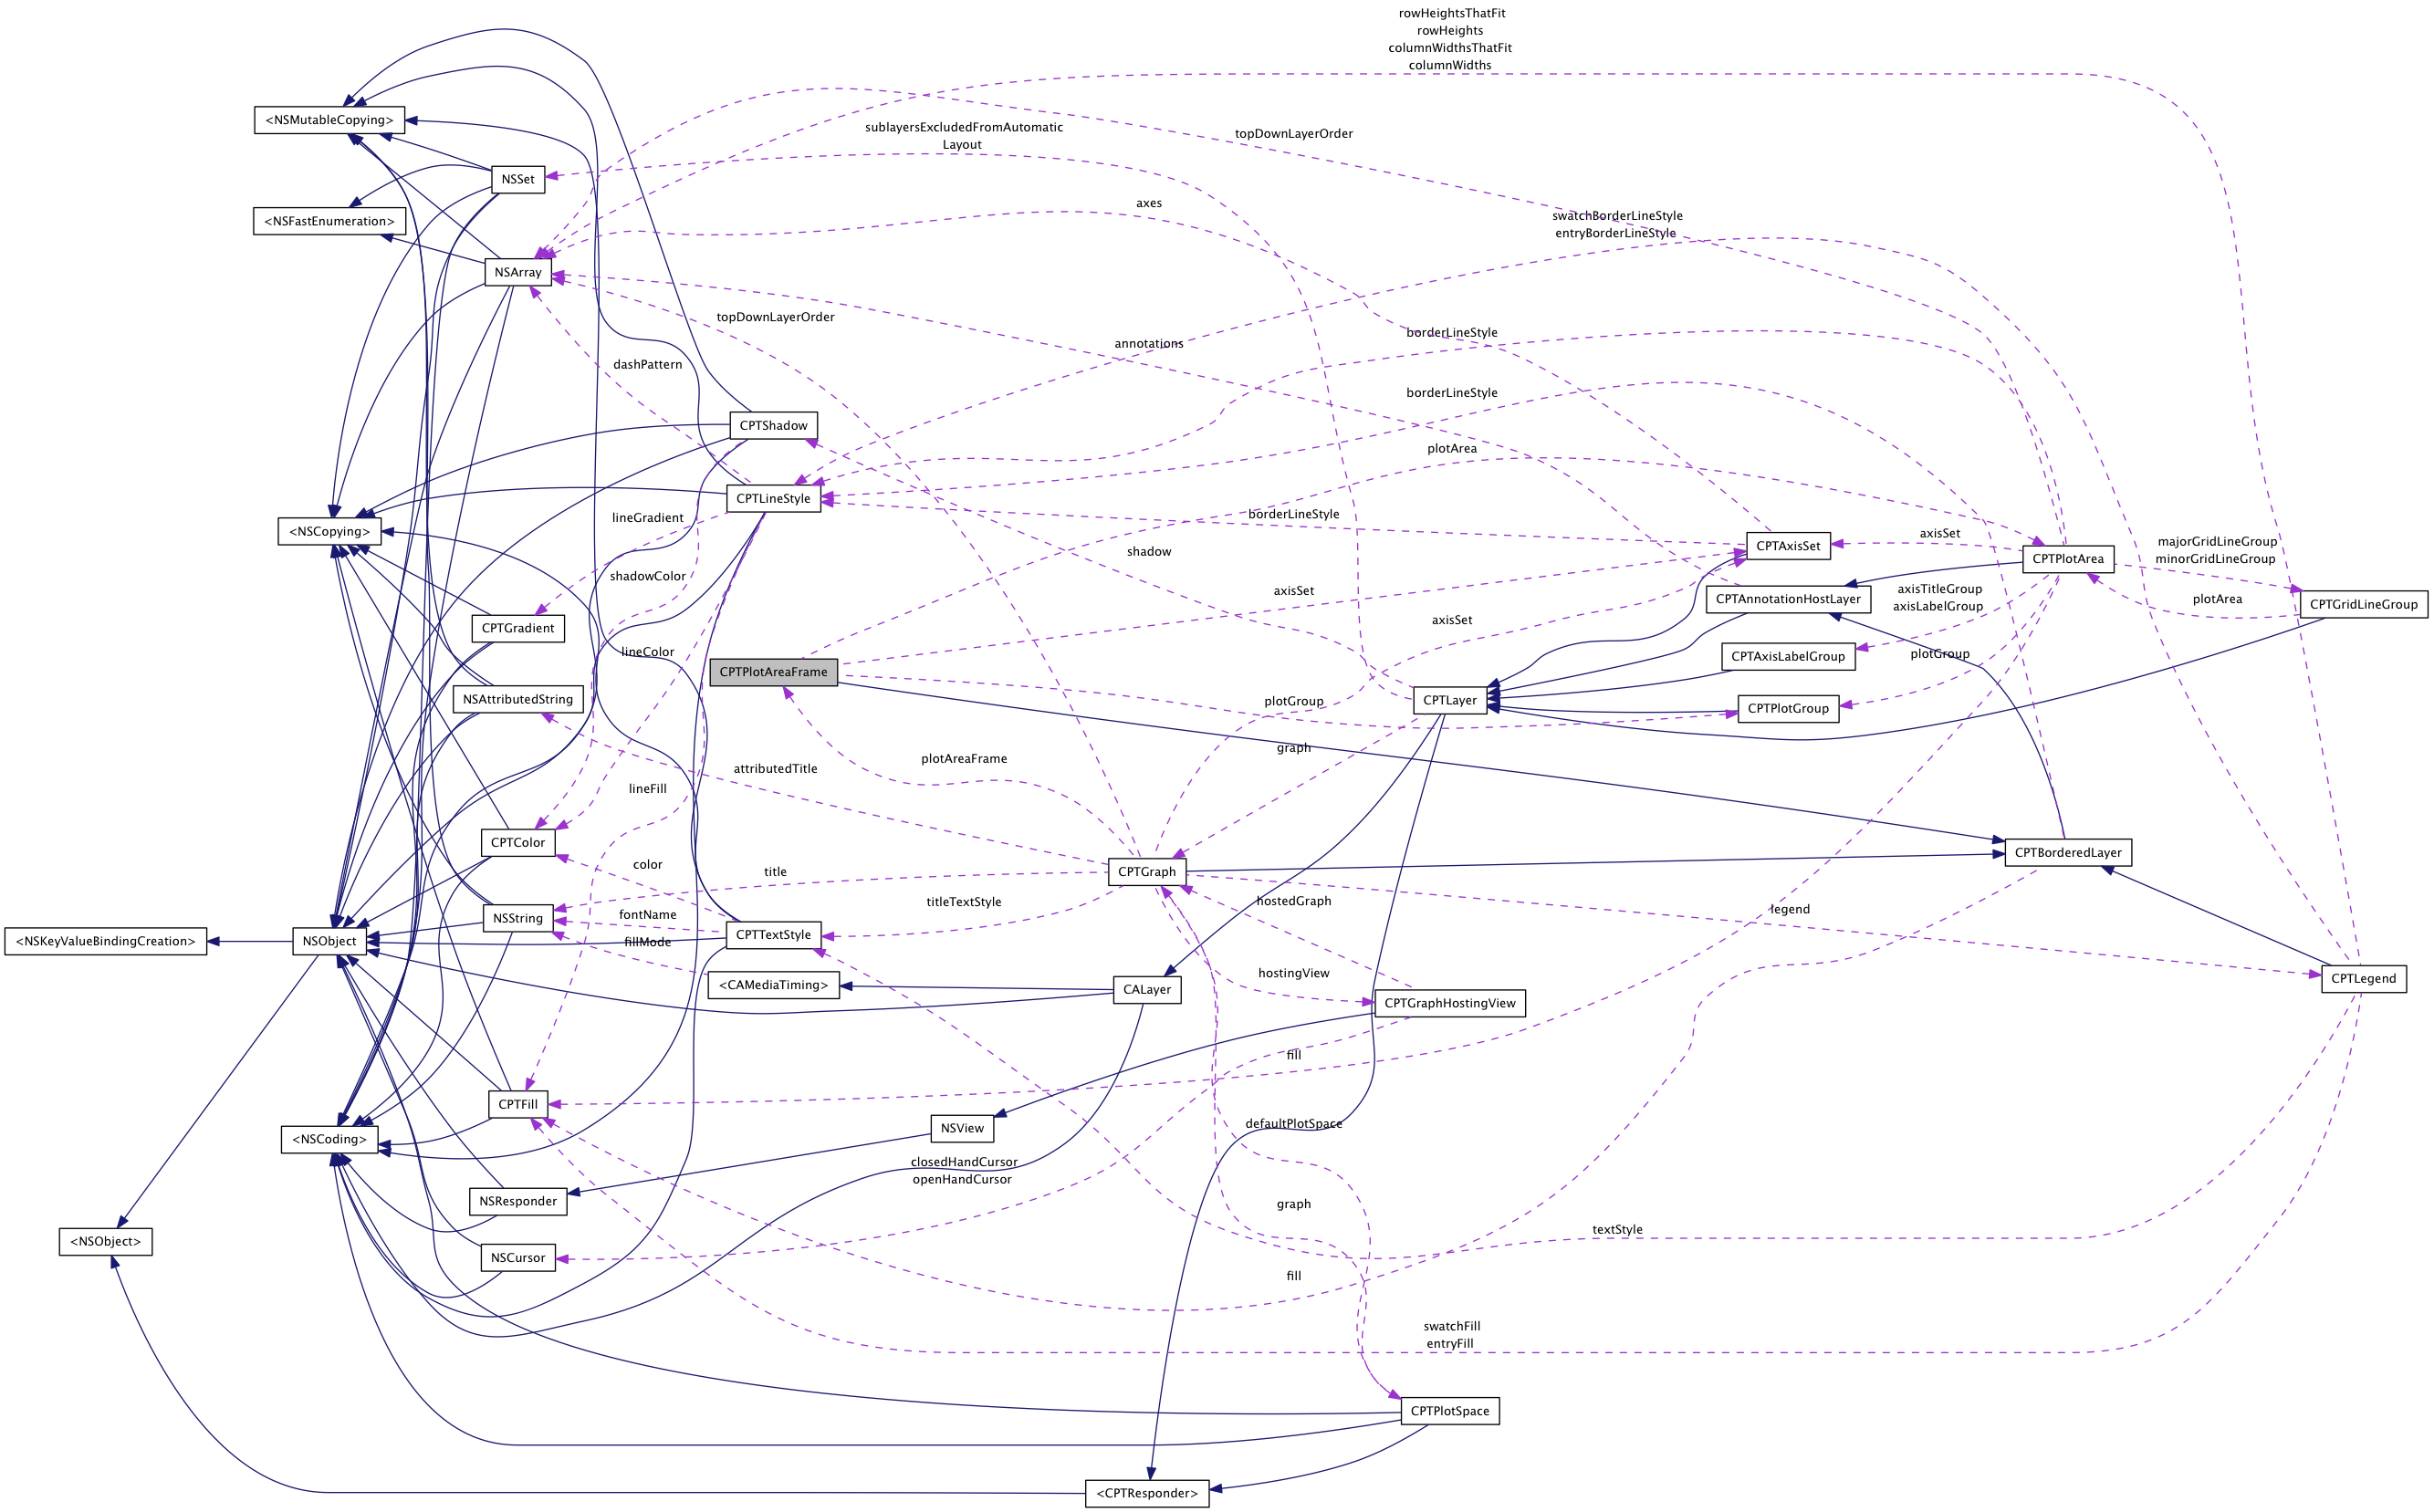 rowHeightsThatFit
rowHeights
columnWidthsThatFit
columnWidths
<NSMutableCopying>
sublayersExcludedFromAutomatic
Layout
topDownLayerOrder
NSSet
<NSFastEnumeration>
axes
swatchBorderLineStyle
entryBorderLineStyle
NSArray
topDownLayerOrder
annotations
borderLineStyle
dashPattern
borderLineStyle
CPTShadow
plotArea
CPTLineStyle
lineGradient
borderLineStyle
<NSCopying>
shadow
CPTAxisSet
axisSet
CPTPlotArea
majorGridLineGroup
minorGridLineGroup
shadowColor
axisSet
CPTAnnotationHostLayer
axisTitleGroup
axisLabelGroup
plotArea
CPTGridLineGroup
CPTGradient
axisSet
lineColor
CPTPlotAreaFrame
CPTAxisLabelGroup
plotGroup
NSAttributedString
plotGroup
CPTLayer
CPTPlotGroup
graph
attributedTitle
plotAreaFrame
lineFill
CPTColor
color
title
CPTGraph
CPTBorderedLayer
NSString
fontName
titleTextStyle
hostedGraph
legend
<NSKeyValueBindingCreation>
NSObject
fillMode
CPTTextStyle
hostingView
<CAMediaTiming>
CALayer
CPTGraphHostingView
CPTLegend
fill
CPTFill
defaultPlotSpace
NSView
<NSCoding>
closedHandCursor
openHandCursor
NSResponder
graph
textStyle
<NSObject>
NSCursor
fill
swatchFill
entryFill
CPTPlotSpace
<CPTResponder>